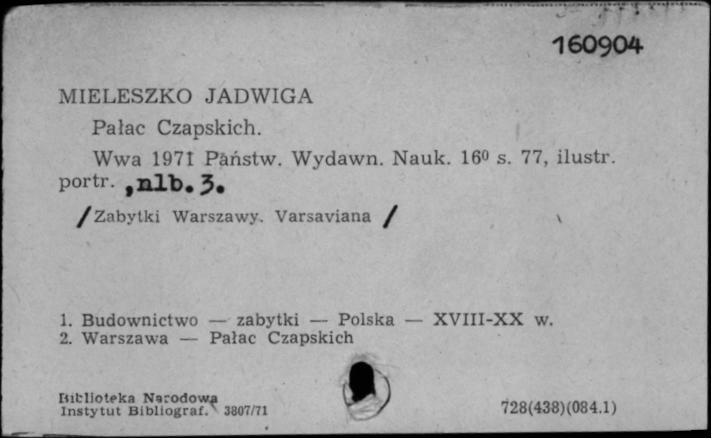 160904
MIELESZKO JADWIGA
Pałac Czapskich.
Wwa 1971 Państw. Wydawn. Nauk. 16⁰ s. 77, ilustr.
portr. , nlb. 3.
/Zabytki Warszawy. Varsaviana /
1. Budownictwo — zabytki — Polska — XVIII-XX w.
2. Warszawa — Pałac Czapskich
Biblioteka Narodowa
Instytut Bibliograf. 3807/71
728(438)(084.1)